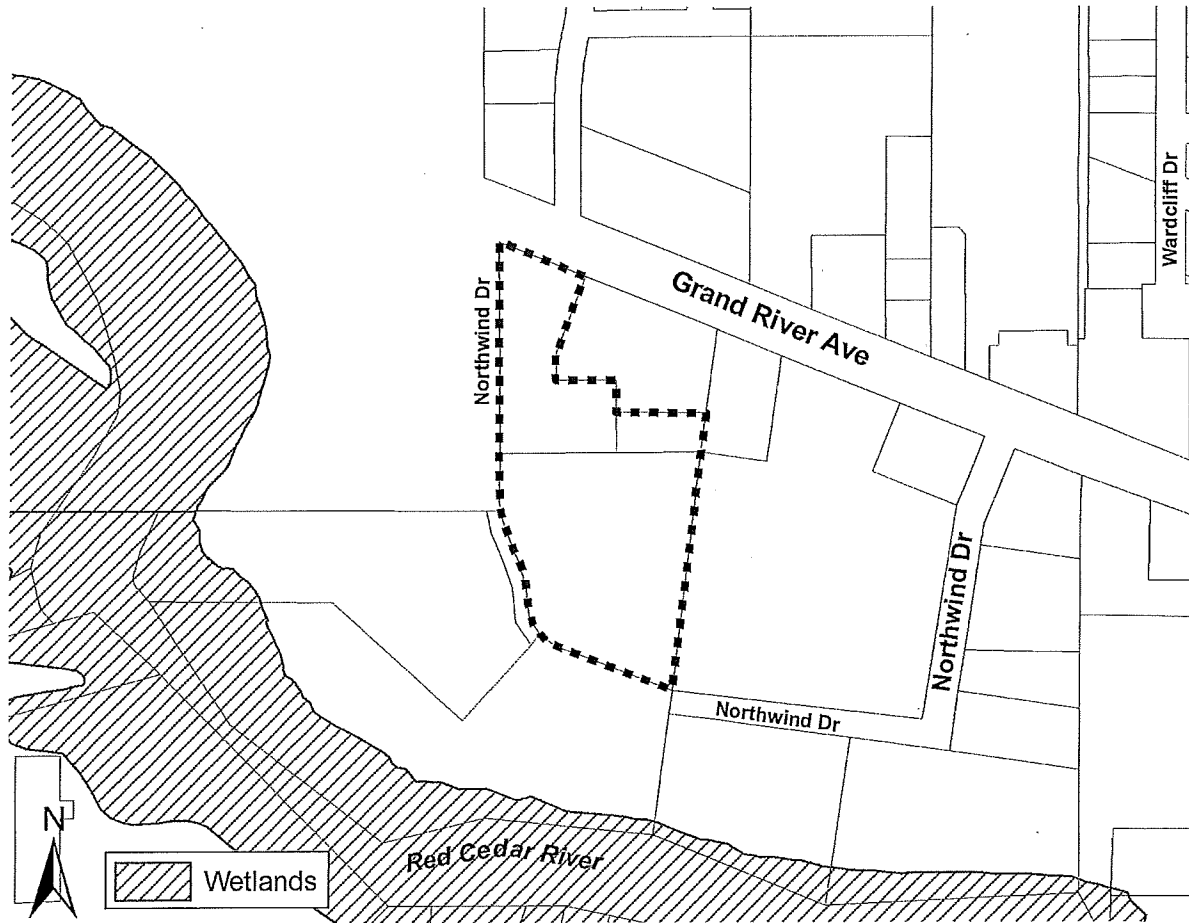 Wardcliff Dr
Grand River Ave
Northwind Dr
Northwind Dr
Northwind Dr
Red Cedar River
N
Wetlands